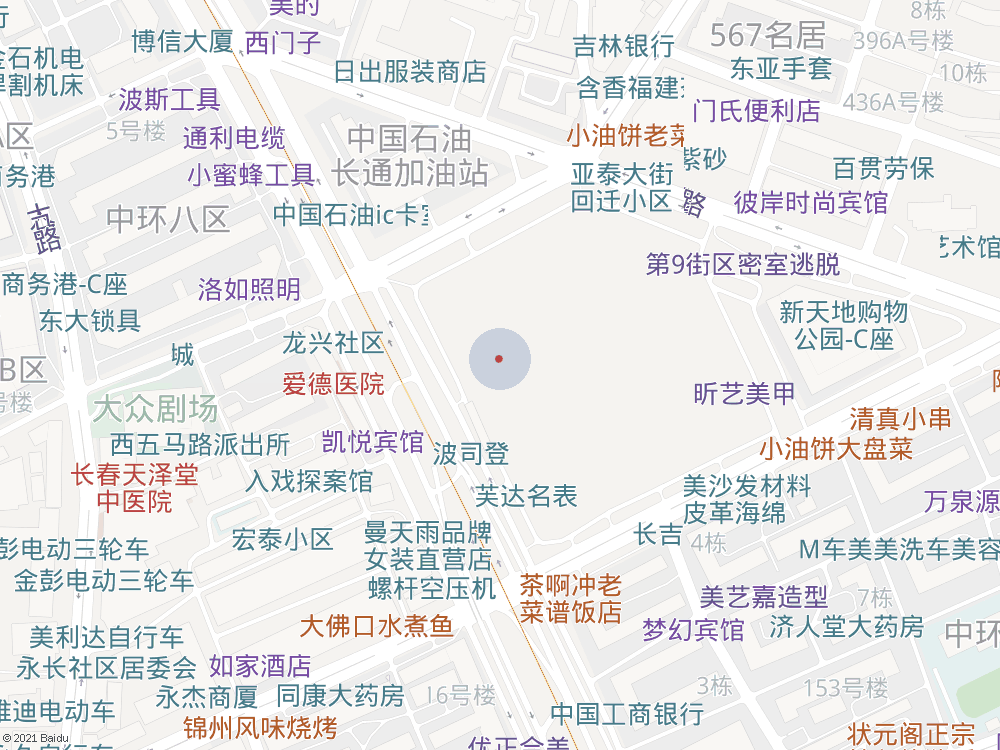 美的
8栋
567名居
博信大厦
西门子
吉林银行
396A号楼
东亚手套
金石机电
焊割机床
日出服装商店
10栋
含香福建
波斯工具
436A号楼
门氏便利店
5号楼
通利电缆
中国石油
长通加油站
小油饼老菜
A区
紫砂
百贯劳保
商务港
小蜜蜂工具
亚泰大街
回迁小区
路
彼岸时尚宾馆
中环八区
中国石油ic卡室
路
艺术馆
第9街区密室逃脱
商务港-C座
洛如照明
新天地购物
公园-C座
东大锁具
龙兴社区
城
B区
爱德医院
号楼
大众剧场
昕艺美甲
清真小串
西五马路派出所
凯悦宾馆
波司登
小油饼大盘菜
长春天泽堂
中医院
入戏探案馆
芙达名表
美沙发材料
皮革海绵
万泉源
宏泰小区
曼天雨品牌
女装直营店
长吉
4栋
彭电动三轮车
M车美美洗车美容
金彭电动三轮车
螺杆空压机
茶啊冲老
菜谱饭店
美艺嘉造型
7栋
大佛口水煮鱼
梦幻宾馆
济人堂大药房
美利达自行车
中环
永长社区居委会
如家酒店
永杰商厦
同康大药房
16号楼
3栋
153号楼
雅迪电动车
中国工商银行
锦州风味烧烤
状元阁正宗
© 2021 Baidu